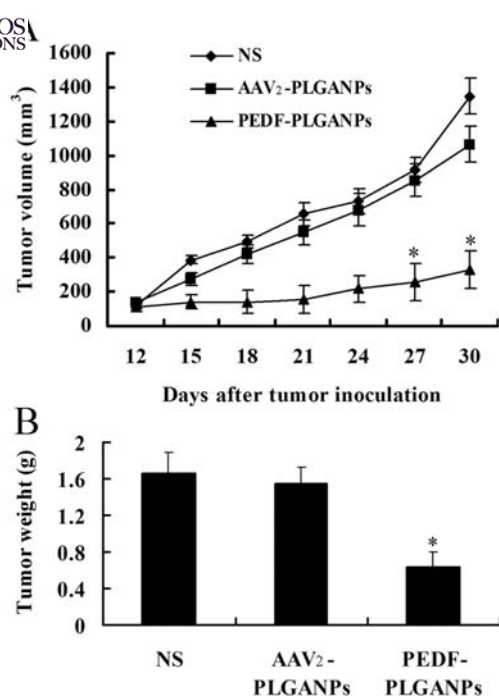 OS
ONS
A
NS
AAV₂-PLGANPs
PEDF-PLGANPs
Tumor volume (mm³)
1600
1400
1200
1000
800
600
400
200
0
* *
12 15 18 21 24 27 30
Days after tumor inoculation
B
Tumor weight (g)
2
1.6
1.2
0.8
0.4
0
*
NS AAV₂- PEDF-
PLGANPs PLGANPs